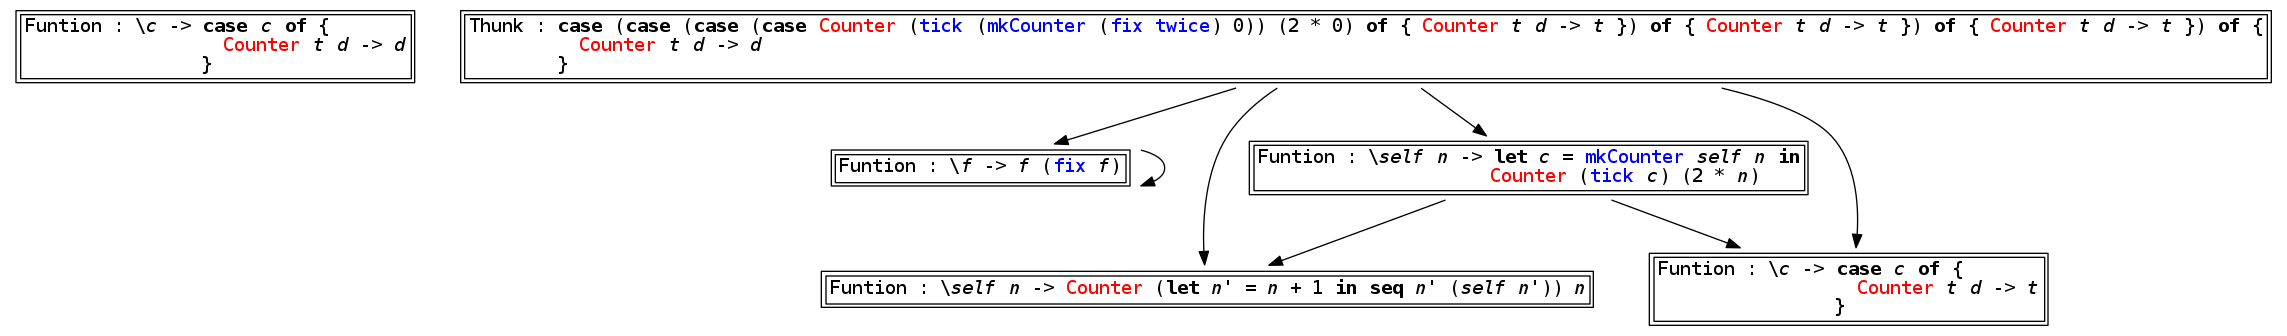 Funtion : \c -> case c of {
Counter t d -> d
}
Thunk : case (case (case (case Counter (tick (mkCounter (fix twice) 0)) (2 * 0) of { Counter t d -> t }) of { Counter t d -> t }) of { Counter t d -> t }) of {
Counter t d -> d
}
Funtion : \f -> f (fix f)
Funtion : \self n -> let c = mkCounter self n in
Counter (tick c) (2 * n)
Funtion : \self n -> Counter (let n' = n + 1 in seq n' (self n')) n
Funtion : \c -> case c of {
Counter t d -> t
}